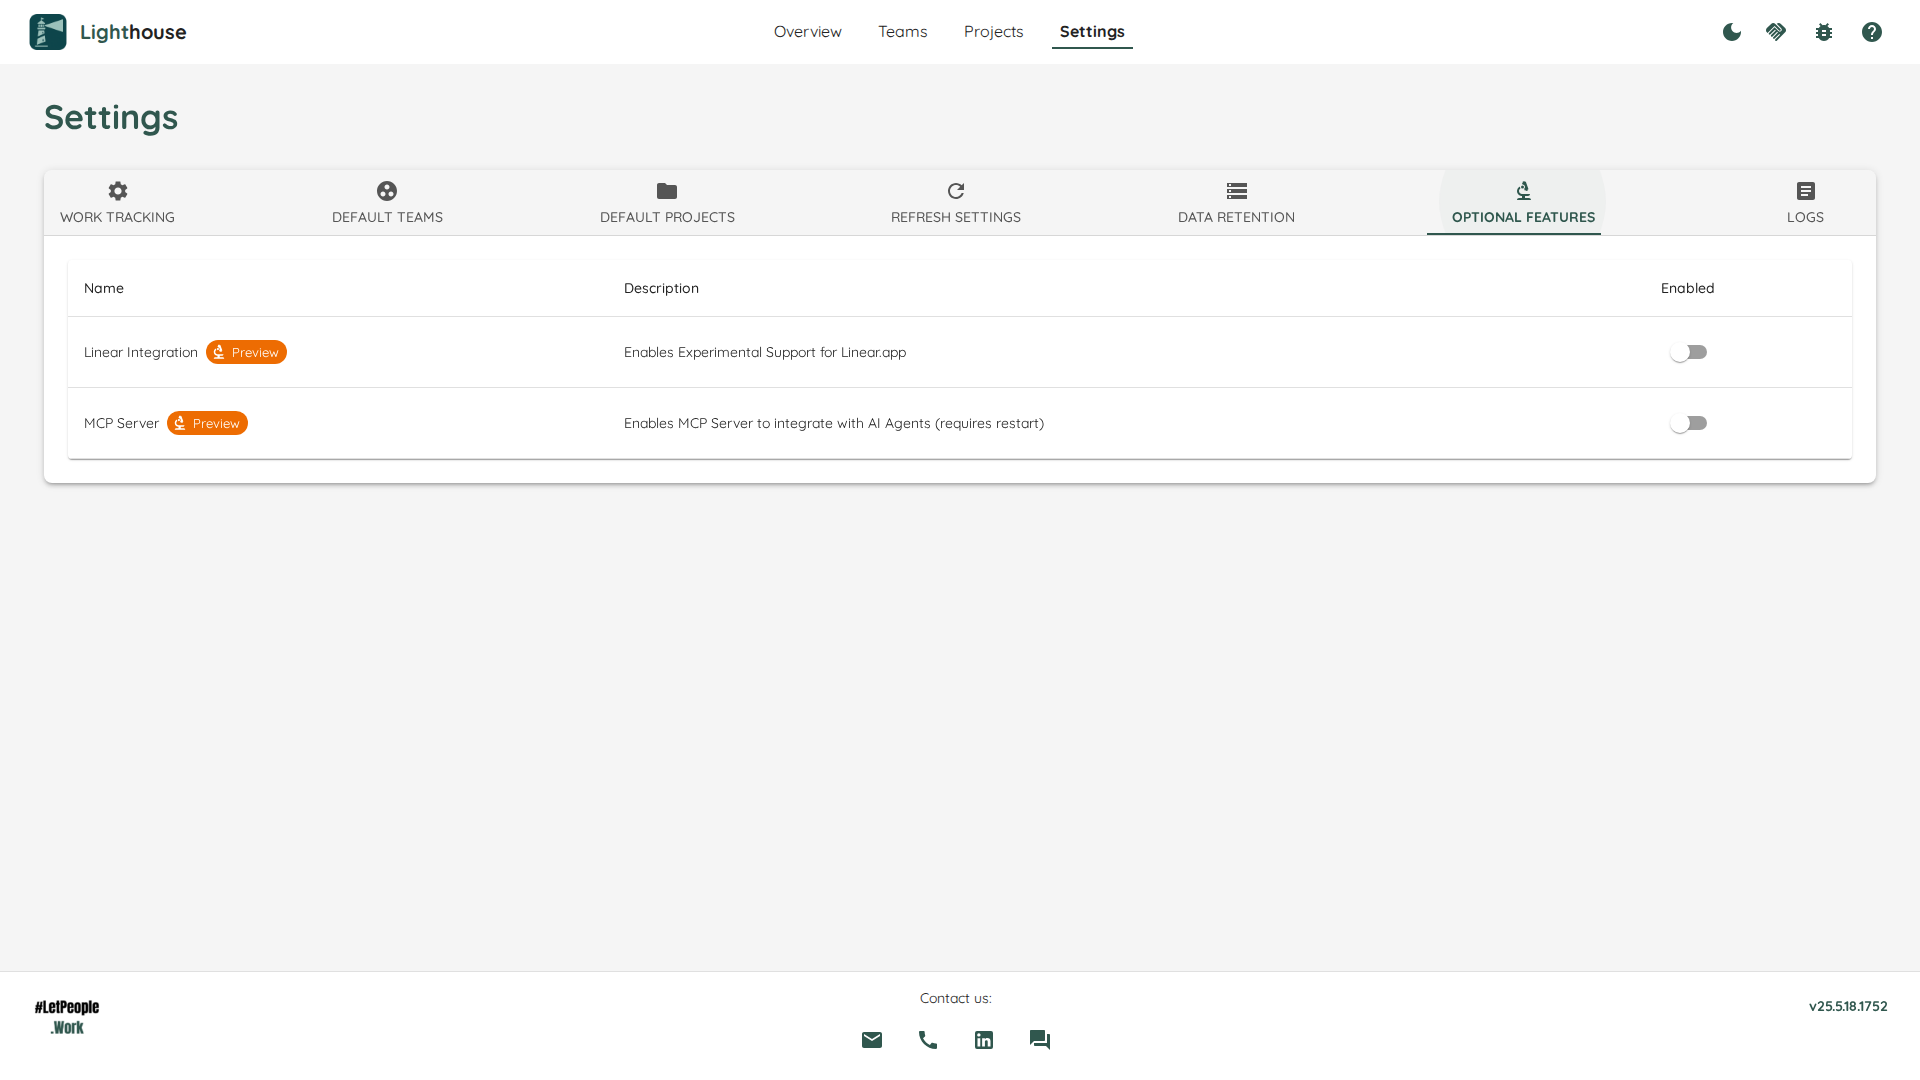 Lighthouse
Overview
Teams
Projects
Settings
Settings
WORK TRACKING
DEFAULT TEAMS
DEFAULT PROJECTS
REFRESH SETTINGS
DATA RETENTION
OPTIONAL FEATURES
LOGS
Name
Description
Enabled
Linear Integration
Preview
Enables Experimental Support for Linear.app
MCP Server
Preview
Enables MCP Server to integrate with AI Agents (requires restart)
#LetPeople
.Work
Contact us:
v25.5.18.1752